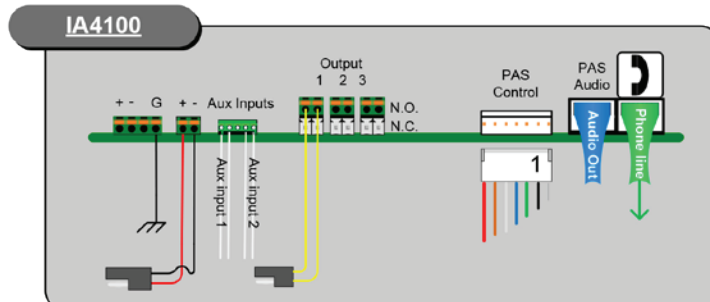 IA4100
Output
1 2 3
PAS
Control
PAS
Audio
+ - G + - Aux Inputs
N.O.
N.C.
Aux input 1
Aux input 2
1
Audio Out
Phone line